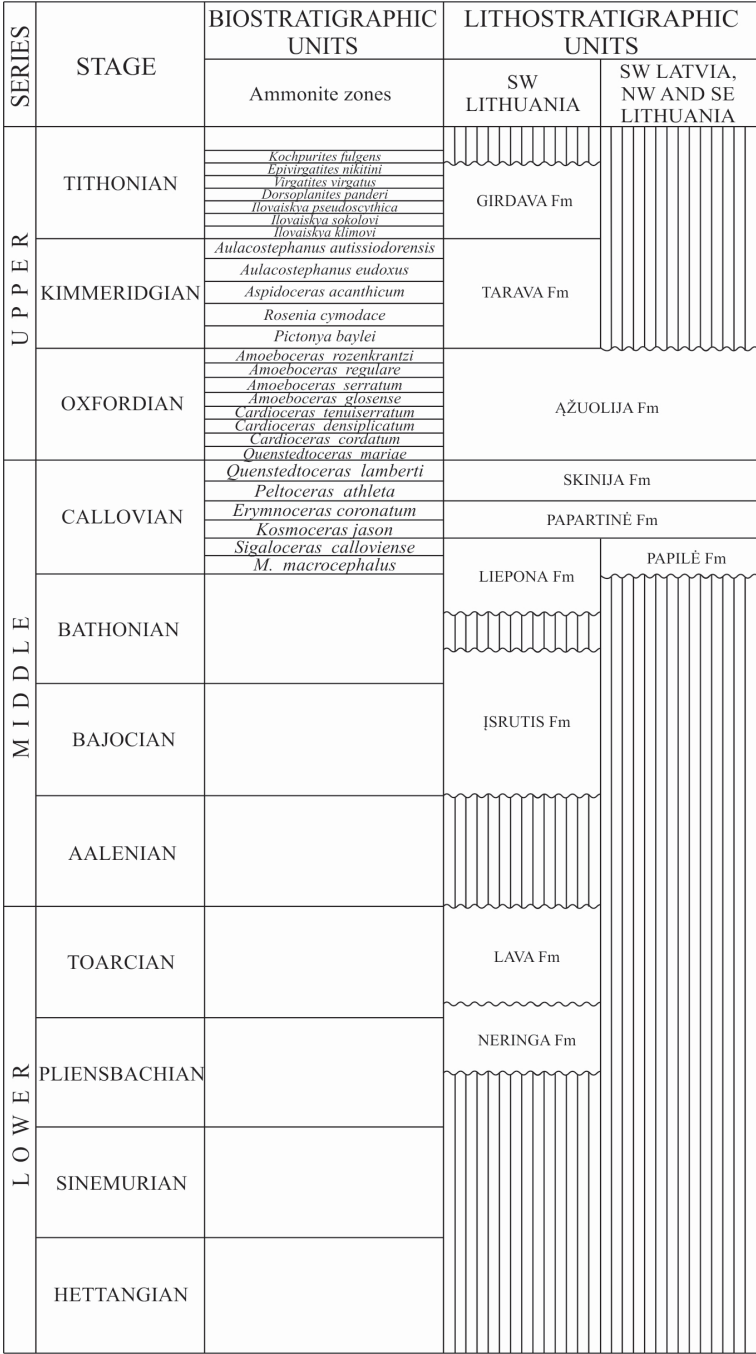 SERIES
STAGE
BIOSTRATIGRAPHIC
UNITS
LITHOSTRATIGRAPHIC
UNITS
Ammonite zones
SW
LITHUANIA
SW LATVIA,
NW AND SE
LITHUANIA
UPPER
TITHONIAN
Kochpurites fulgens
Epivirgatites nikitini
Virgatites virgatus
Dorsoplanites panderi
Ilovaiskya pseudoscythica
Ilovaiskya sokolovi
Ilovaiskya klimovi
GIRDAVA Fm
KIMMERIDGIAN
Aulacostephanus autissiodorensis
Aulacostephanus eudoxus
Aspidoceras acanthicum
Rosenia cymodace
Pictonya baylei
TARAVA Fm
OXFORDIAN
Amoeboceras rozenkrantzi
Amoeboceras regulare
Amoeboceras serratum
Amoeboceras glosense
Cardioceras tenuiserratum
Cardioceras densiplicatum
Cardioceras cordatum
Quenstedtoceras mariae
ĄŽUOLIJA Fm
MIDDLE
CALLOVIAN
Quenstedtoceras lamberti
Peltoceras athleta
Erymnoceras coronatum
Kosmoceras jason
Sigaloceras calloviense
M. macrocephalus
SKINIJA Fm
PAPARTINĖ Fm
LIEPONA Fm
PAPILĖ Fm
BATHONIAN
BAJOCIAN
ĮSRUTIS Fm
AALENIAN
LOWER
TOARCIAN
LAVA Fm
PLIENSBACHIAN
NERINGA Fm
SINEMURIAN
HETTANGIAN